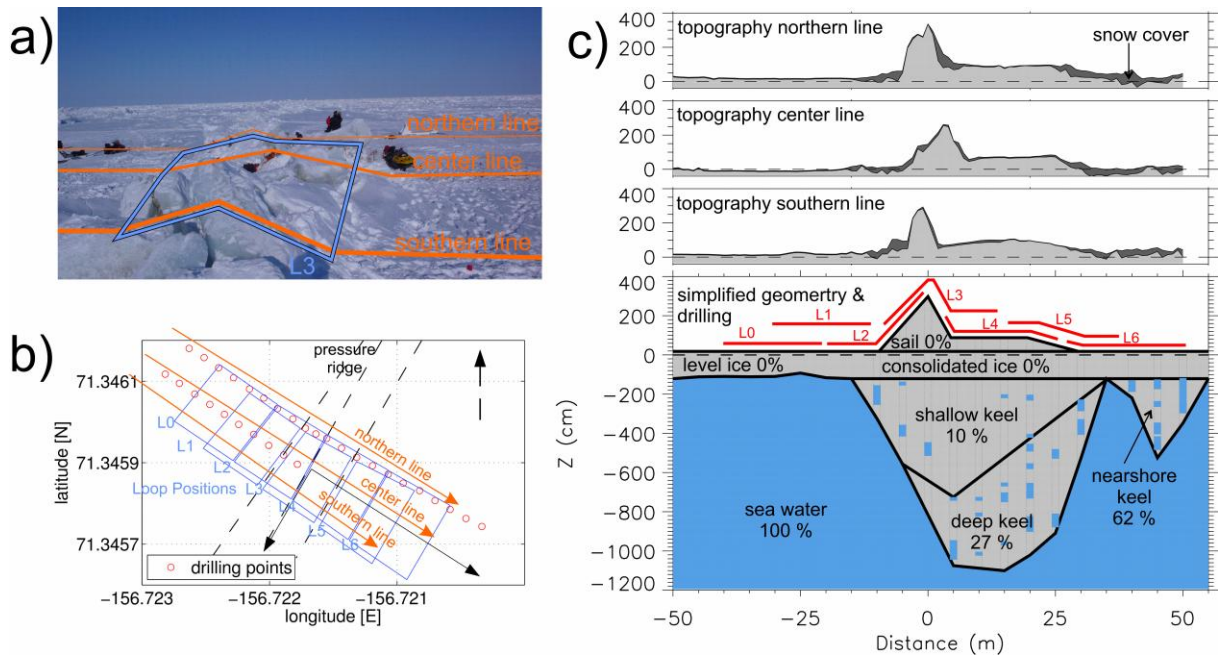 a)
northern line
center line
southern line
L3
b)
pressure
ridge
71.3461
71.3459
71.3457
latitude [N]
L0
L1
L2
L3
L4
L5
L6
Loop Positions
northern line
center line
southern line
drilling points
−156.723
−156.722
−156.721
longitude [E]
c)
400
200
0
topography northern line
snow cover
400
200
0
topography center line
400
200
0
topography southern line
400
200
0
−200
−400
−600
−800
−1000
−1200
Z (cm)
simplified geometry &
drilling
L0
L1
L2
L3
L4
L5
L6
sail 0%
level ice 0%
consolidated ice 0%
shallow keel
10 %
nearshore
keel
62 %
sea water
100 %
deep keel
27 %
−50
−25
0
25
50
Distance (m)